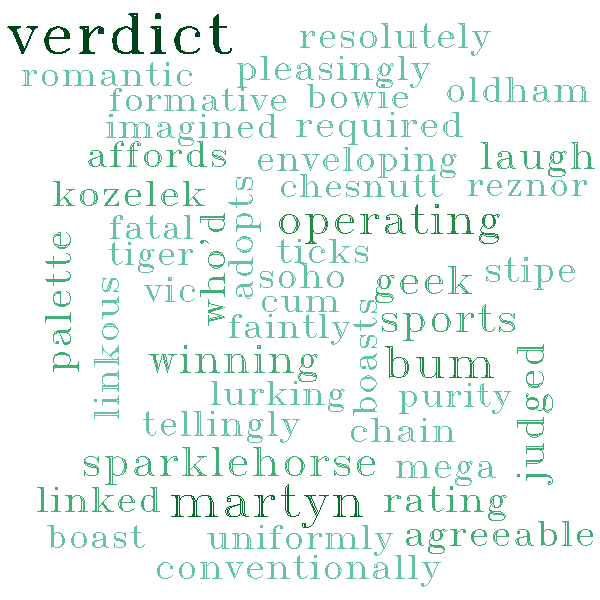 verdict
resolutely
romantic
pleasingly
formative
bowie
oldham
imagined
required
affords
enveloping
laugh
kozelek
chesnutt
reznor
adopts
who'd
fatal
operating
tiger
ticks
palette
linkous
vic
soho
geek
stipe
cum
boasts
faintly
sports
winning
bum
judged
lurking
purity
tellingly
chain
sparklehorse
mega
linked
martyn
rating
boast
uniformly
agreeable
conventionally